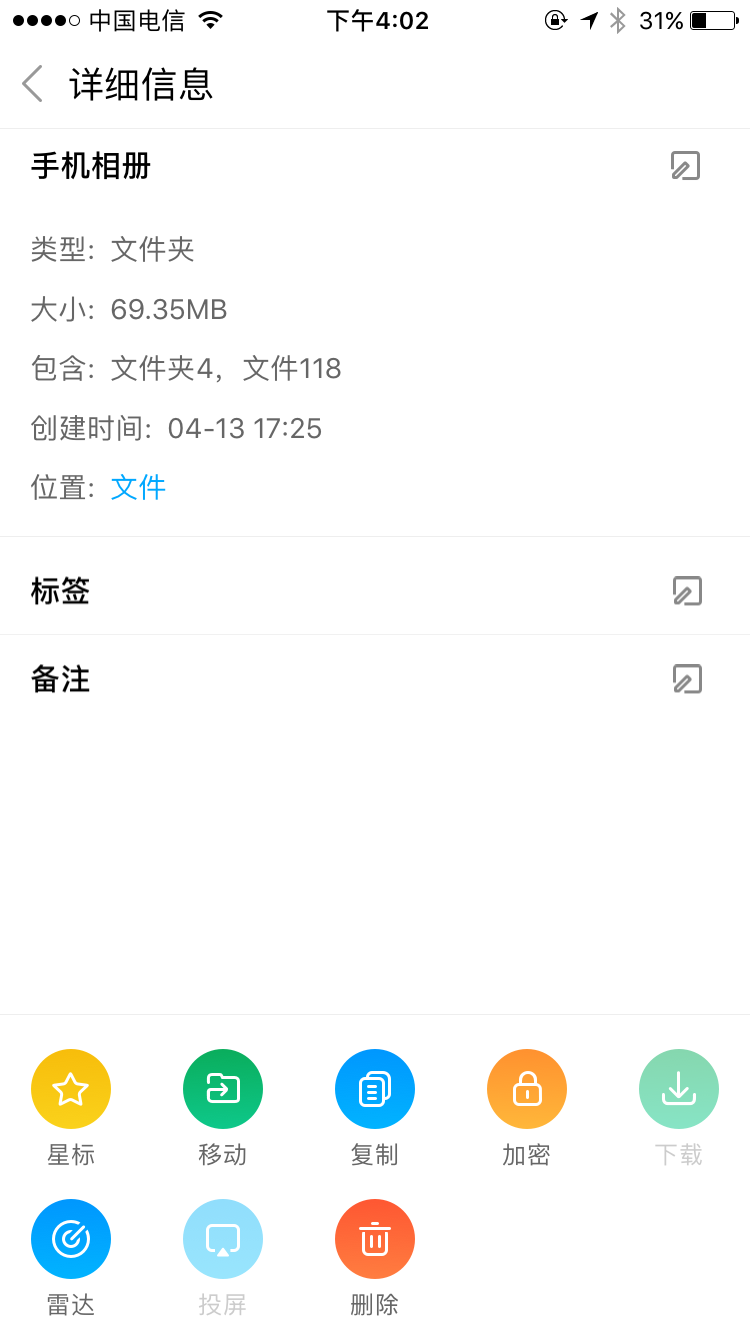 中国电信 下午4:02 31%
详细信息
手机相册
类型: 文件夹
大小: 69.35MB
包含: 文件夹4，文件118
创建时间: 04-13 17:25
位置: 文件
标签
备注
星标 移动 复制 加密 下载
雷达 投屏 删除